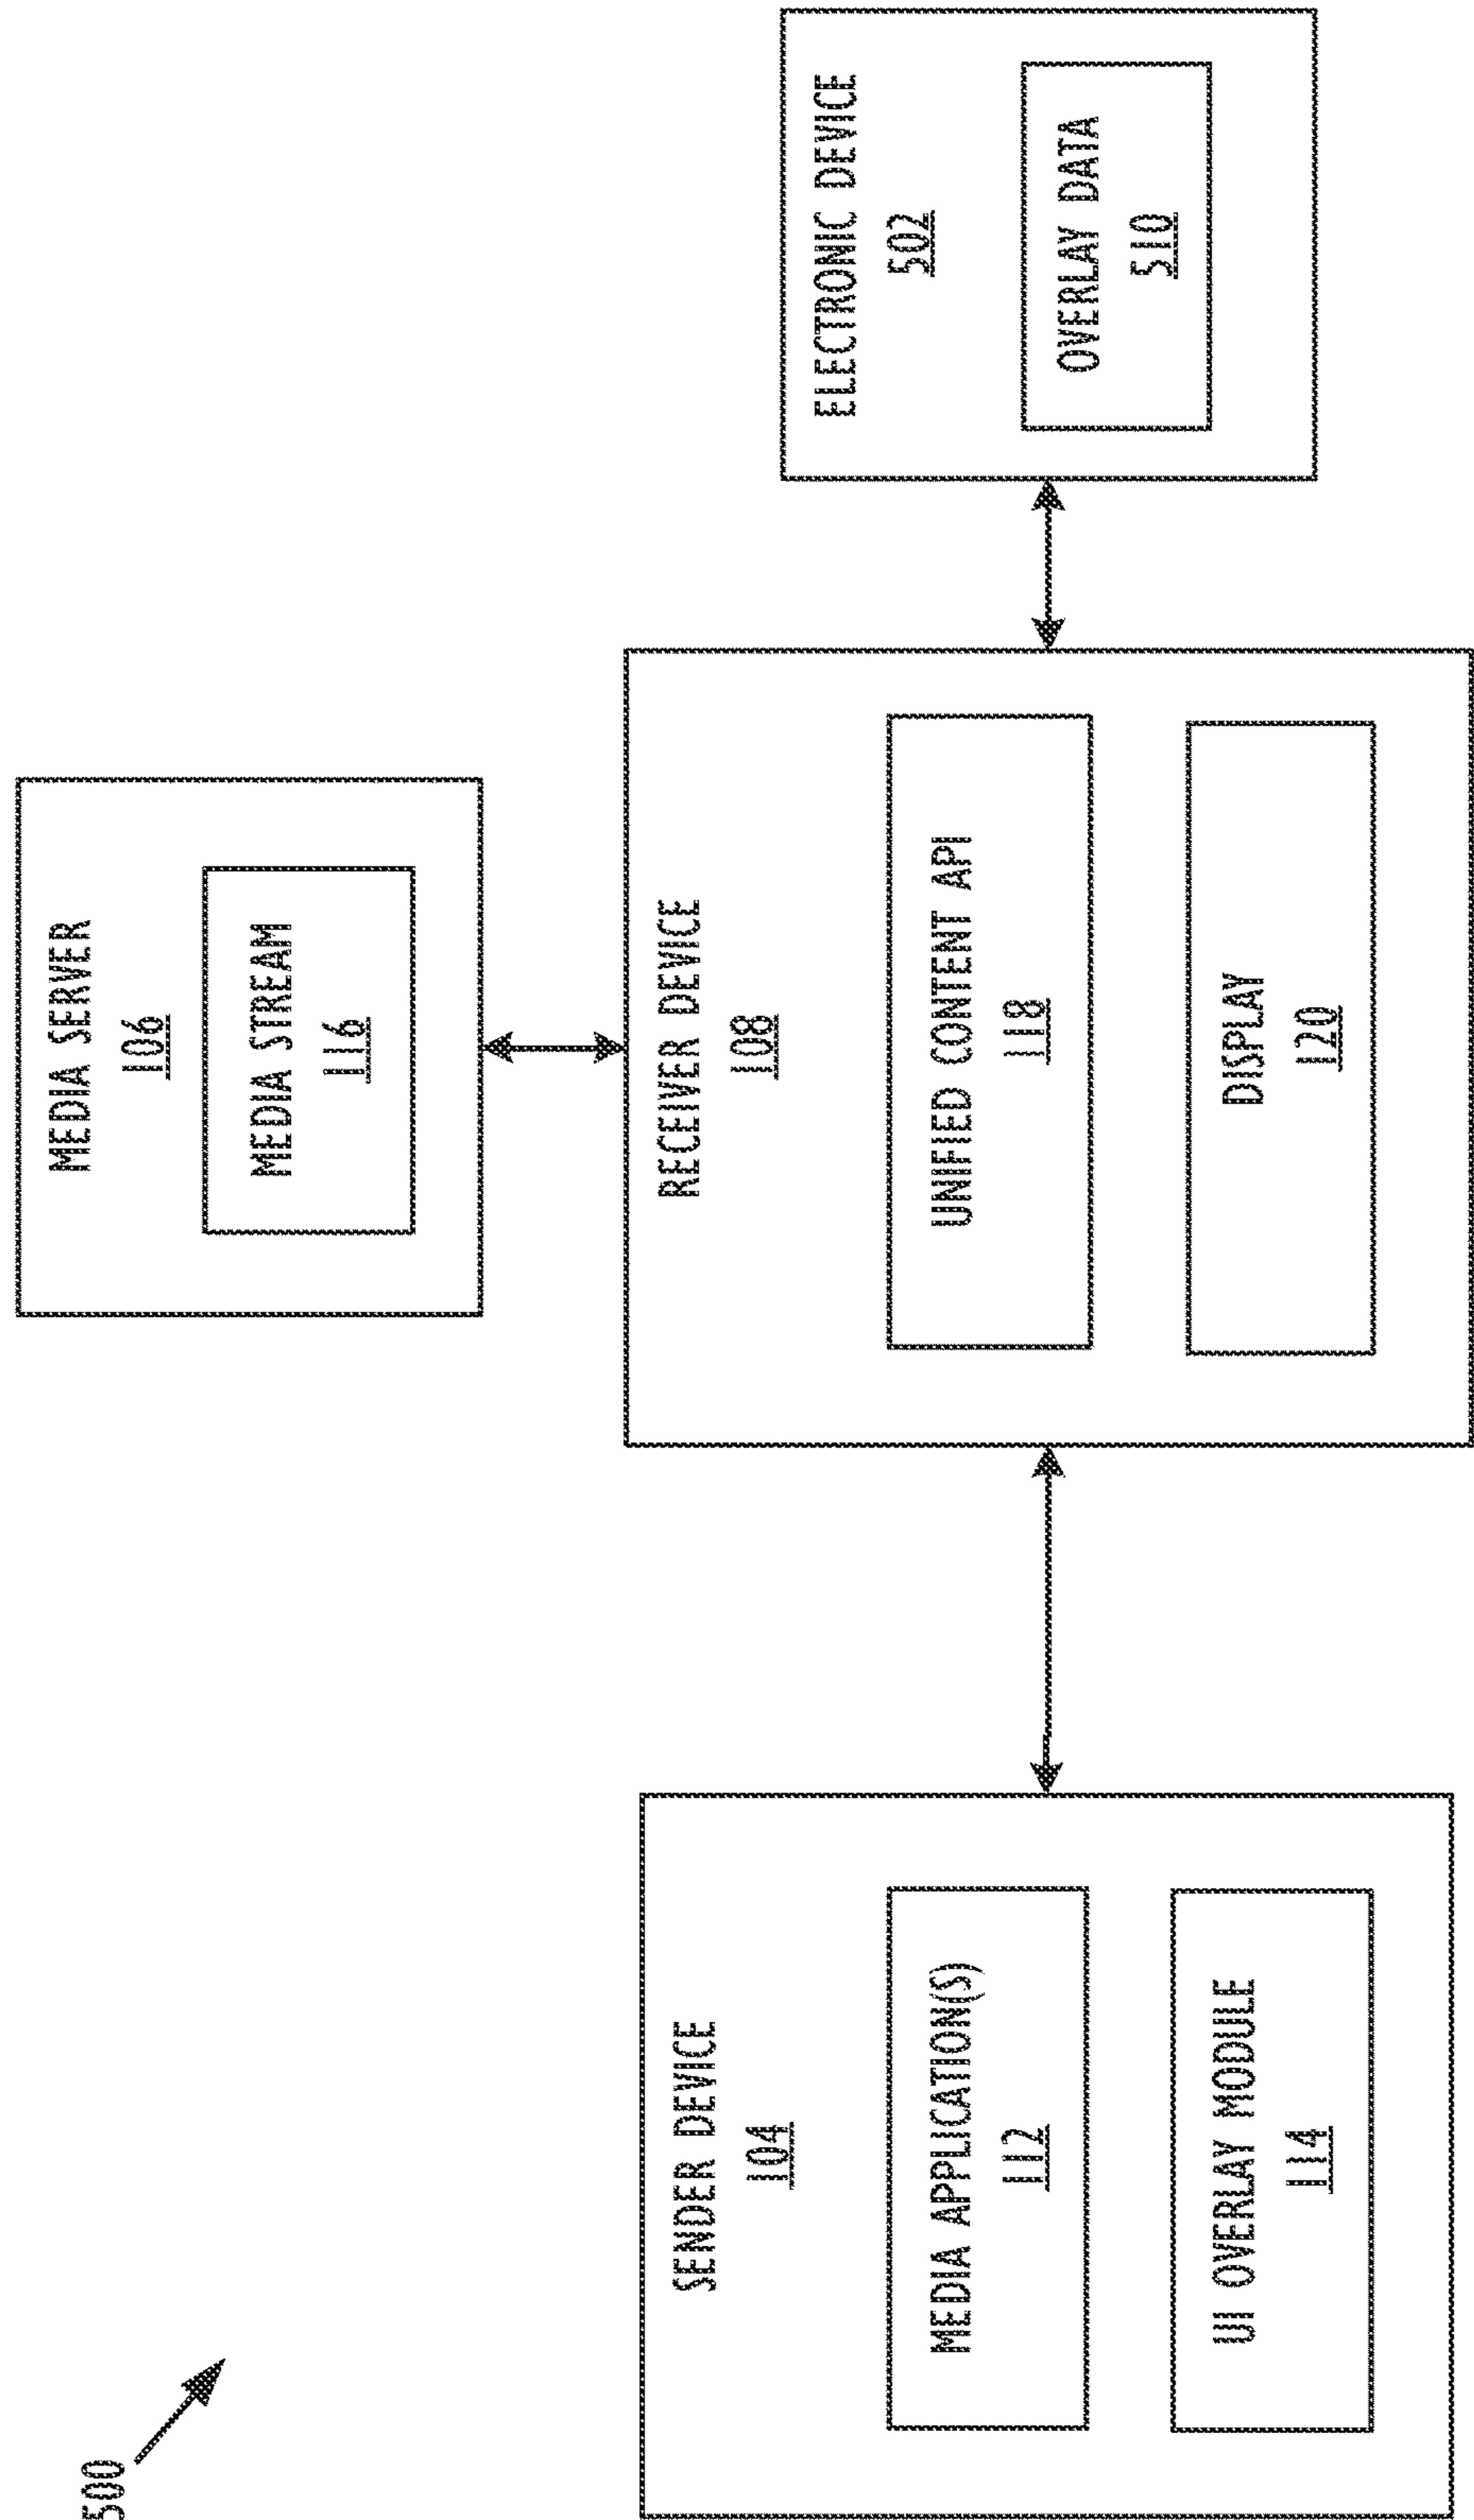 500
SENDER DEVICE
104
MEDIA APPLICATION(S)
112
UI OVERLAY MODULE
114
MEDIA SERVER
106
MEDIA STREAM
116
RECEIVER DEVICE
108
UNIFIED CONTENT API
118
DISPLAY
120
ELECTRONIC DEVICE
502
OVERLAY DATA
510